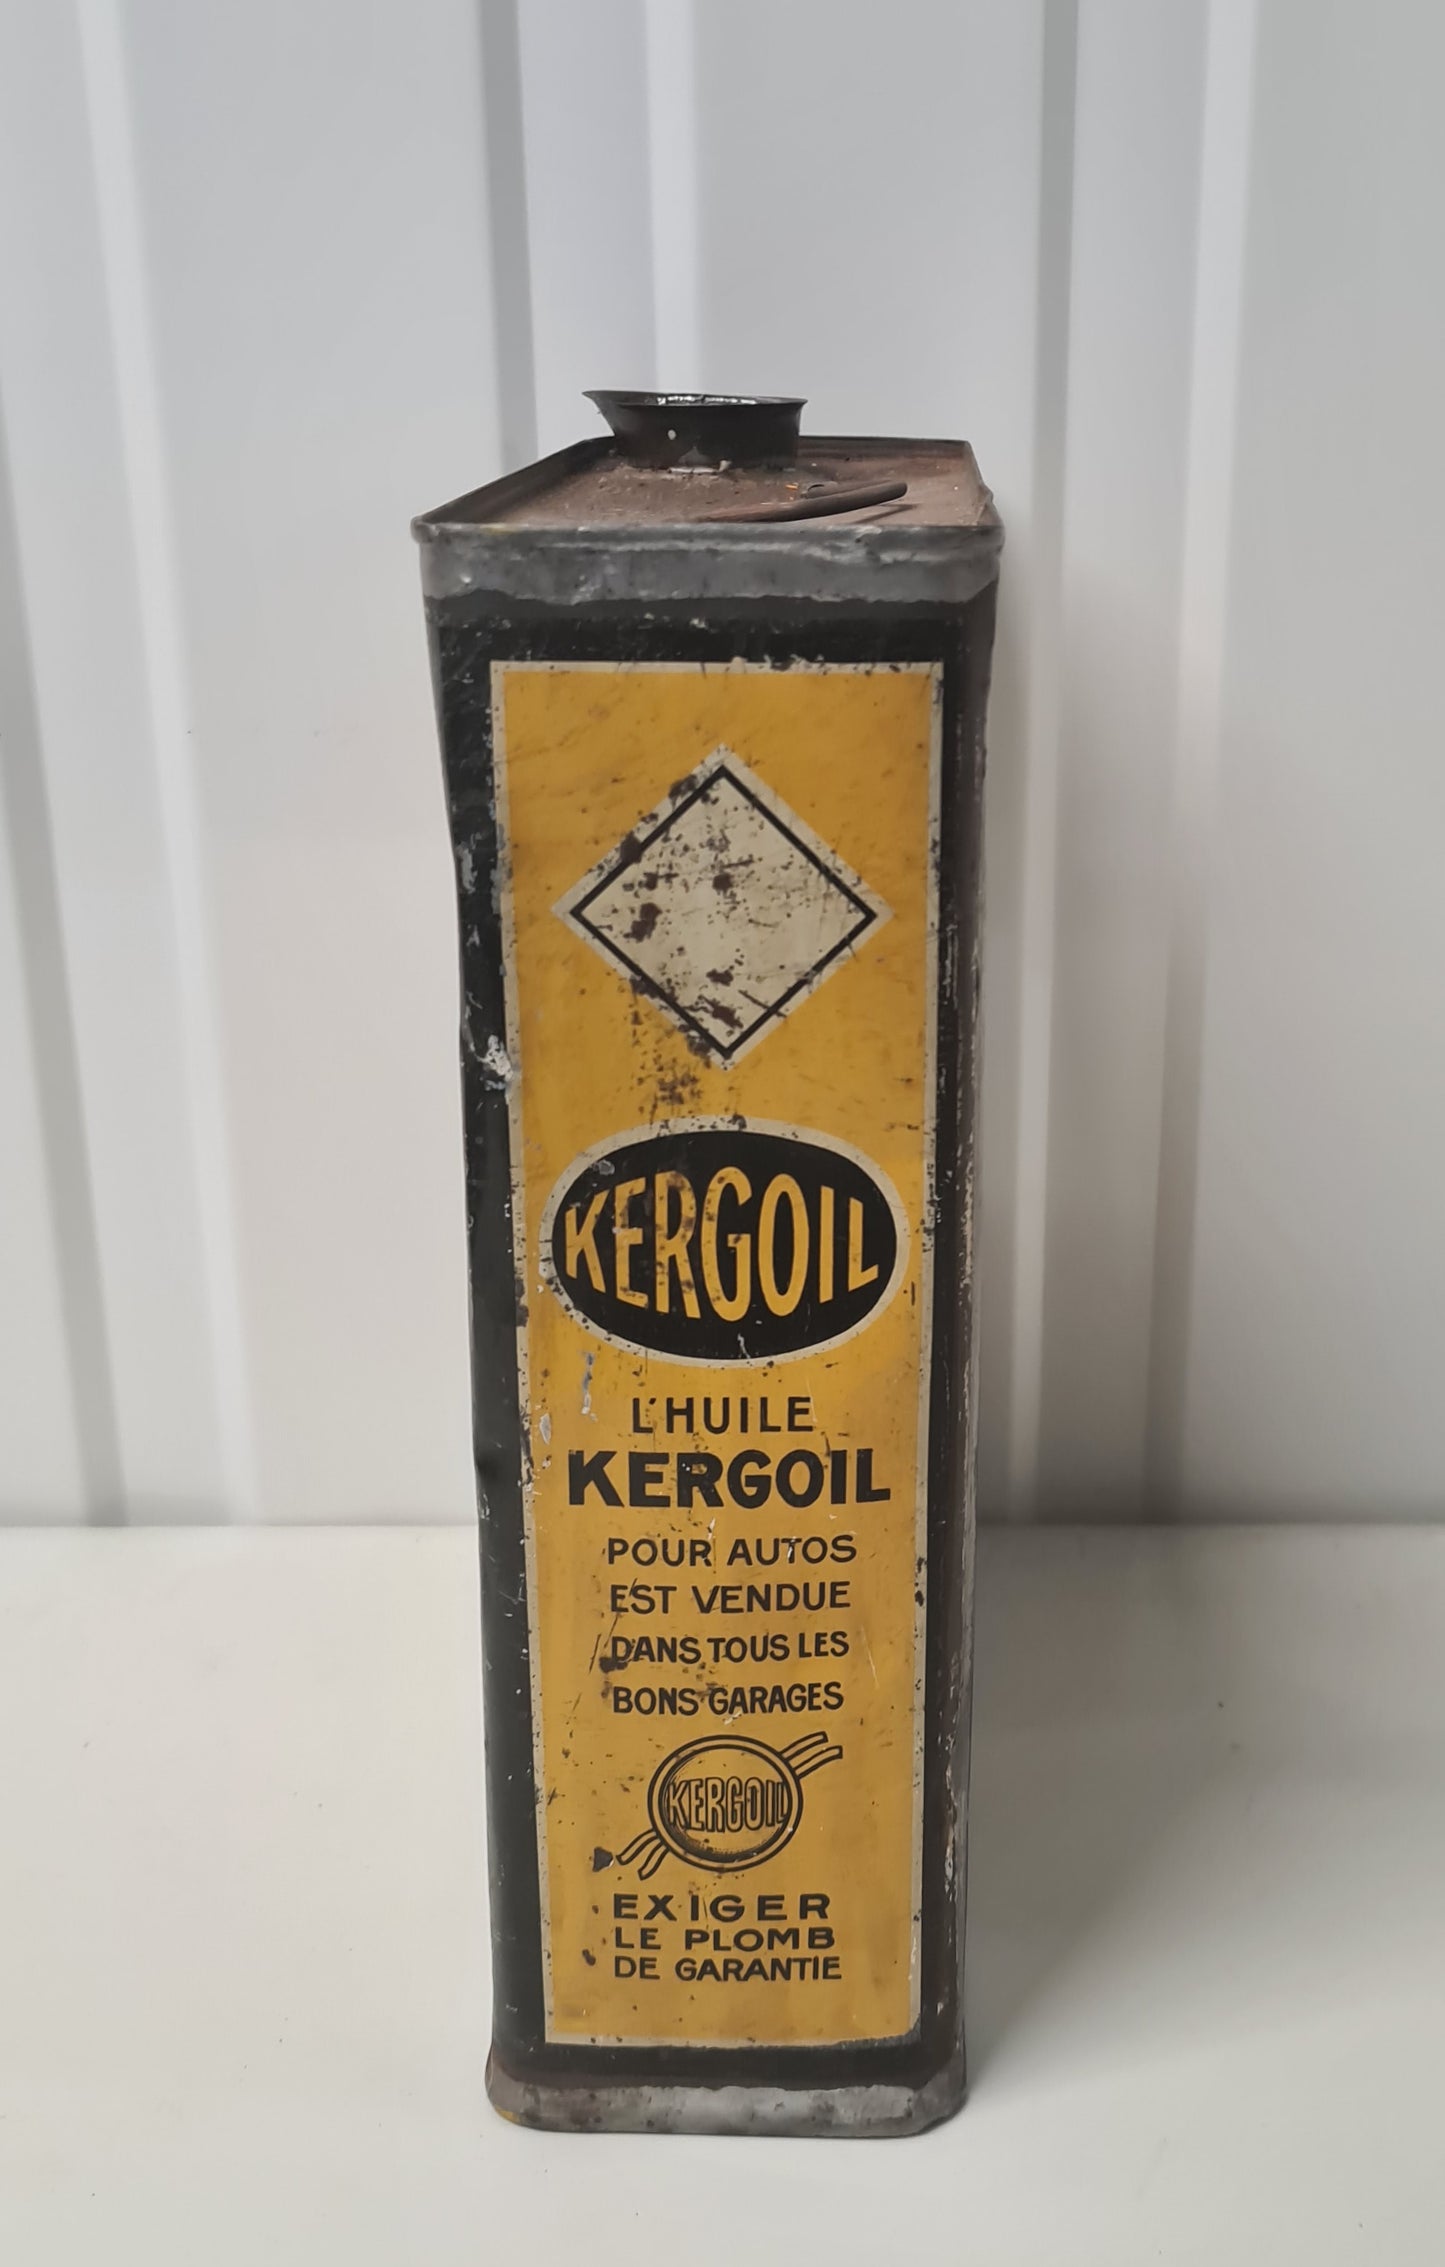 KERGOIL
L'HUILE
KERGOIL
POUR AUTOS
EST VENDUE
DANS TOUS LES
BONS GARAGES
KERGOIL
EXIGER
LE PLOMB
DE GARANTIE